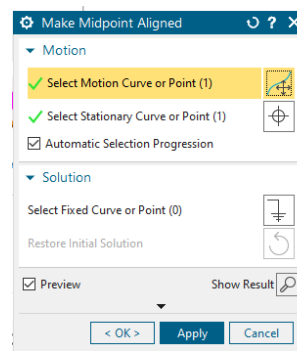 Make Midpoint Aligned
Motion
Select Motion Curve or Point (1)
Select Stationary Curve or Point (1)
Automatic Selection Progression
Solution
Select Fixed Curve or Point (0)
Restore Initial Solution
Preview
Show Result
< OK >
Apply
Cancel